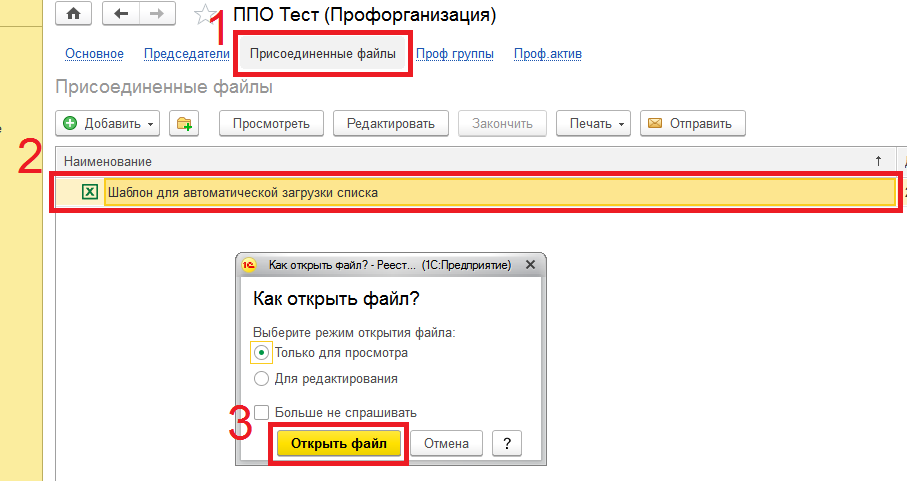 1
ППО Тест (Профорганизация)
Основное Председатели Присоединенные файлы Проф группы Проф.актив
Присоединенные файлы
Добавить Просмотреть Редактировать Закончить Печать Отправить
2
Наименование
Шаблон для автоматической загрузки списка
1С Как открыть файл? - Реест... (1С:Предприятие)
Как открыть файл?
Выберите режим открытия файла:
Только для просмотра
Для редактирования
Больше не спрашивать
3
Открыть файл Отмена ?